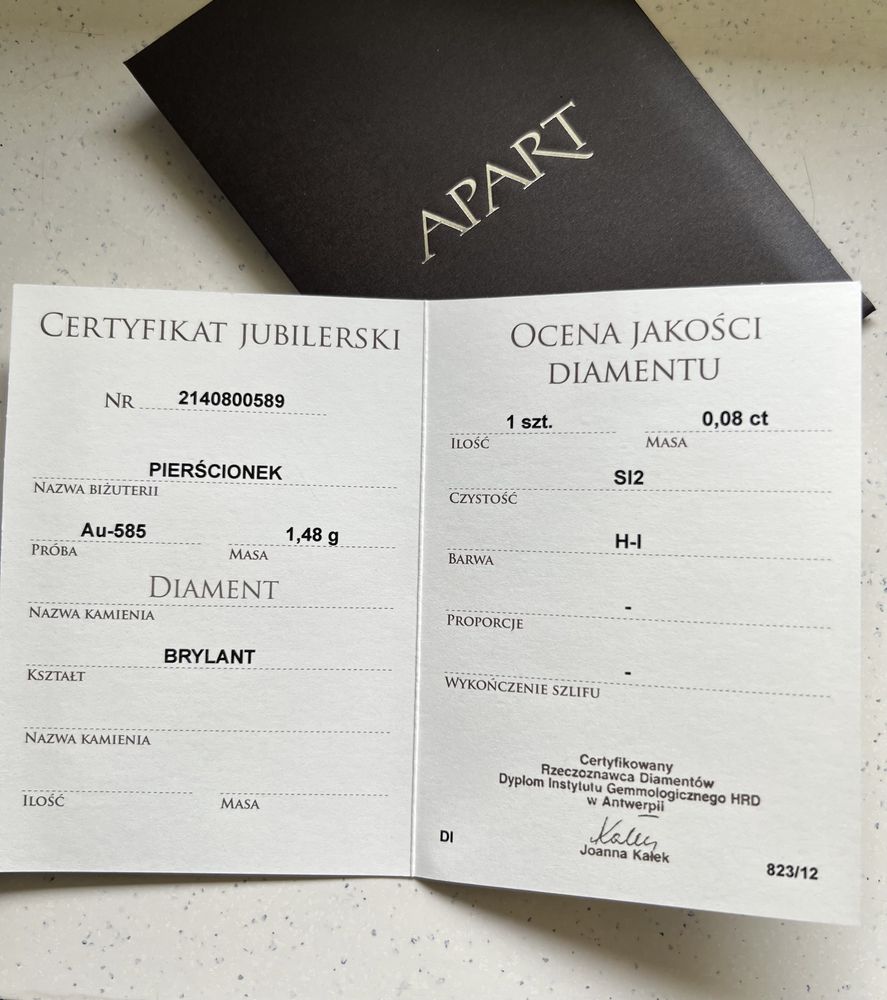 APART
CERTYFIKAT JUBILERSKI
NR 2140800589
PIERŚCIONEK
NAZWA BIŻUTERII
Au-585 1,48 g
PRÓBA MASA
DIAMENT
NAZWA KAMIENIA
BRYLANT
KSZTAŁT
NAZWA KAMIENIA
ILOŚĆ MASA
OCENA JAKOŚCI
DIAMENTU
1 szt. 0,08 ct
ILOŚĆ MASA
SI2
CZYSTOŚĆ
H-I
BARWA
-
PROPORCJE
-
WYKOŃCZENIE SZLIFU
Certyfikowany
Rzeczoznawca Diamentów
Dyplom Instytutu Gemmologicznego HRD
w Antwerpii
Joanna Kałek
DI
823/12